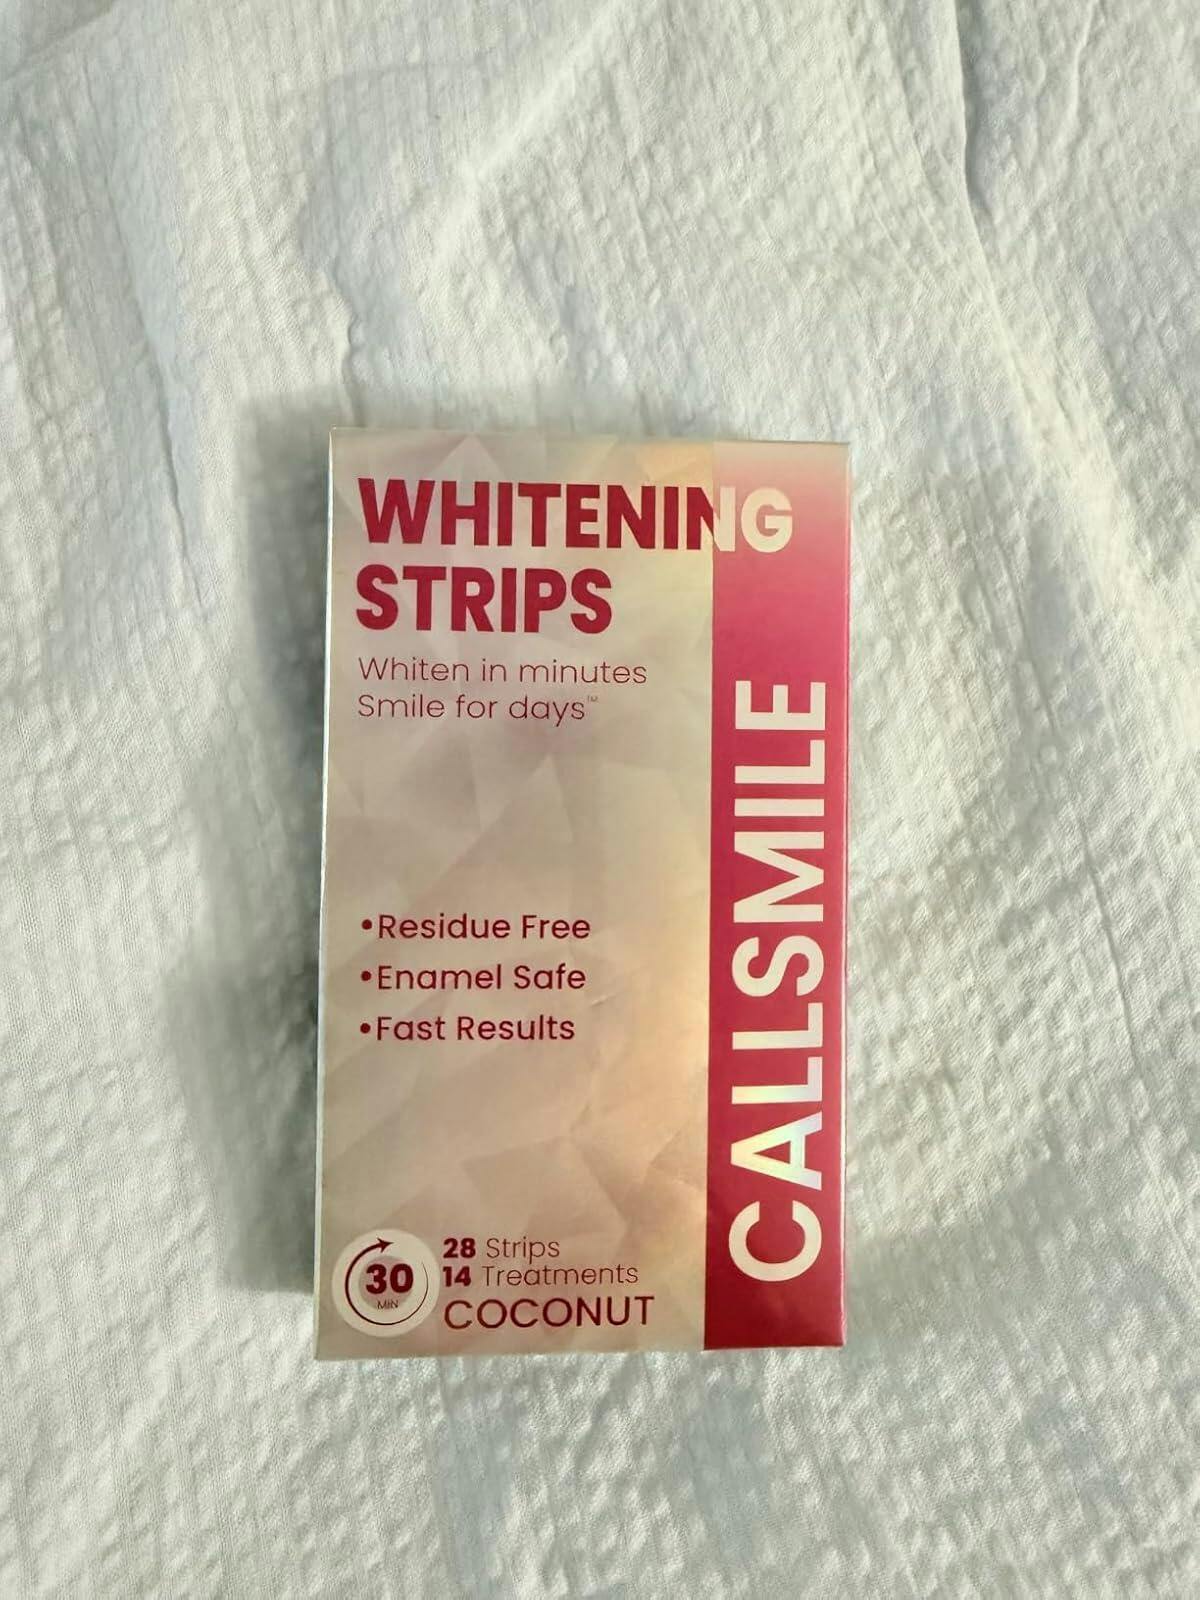 WHITENING
STRIPS
Whiten in minutes
Smile for days™
•Residue Free
•Enamel Safe
•Fast Results
30
MIN
28 Strips
14 Treatments
COCONUT
CALLSMILE